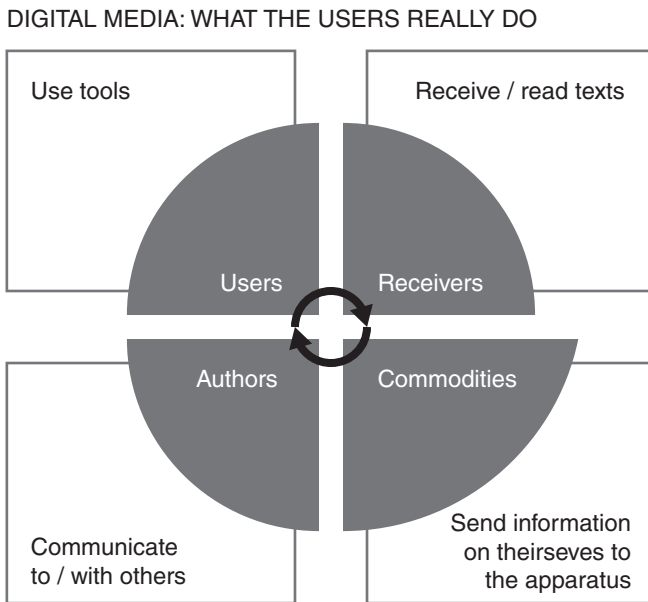 DIGITAL MEDIA: WHAT THE USERS REALLY DO
Use tools
Receive / read texts
Users
Receivers
Authors
Commodities
Communicate
to / with others
Send information
on theirseves to
the apparatus